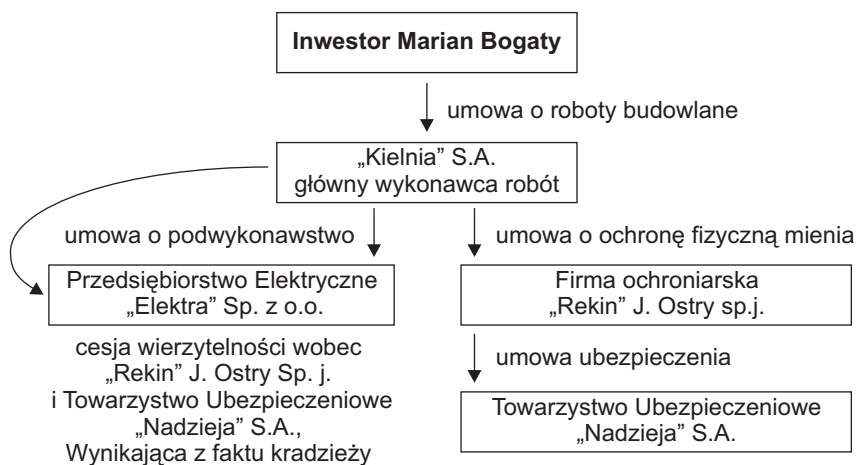 Inwestor Marian Bogaty
umowa o roboty budowlane
„Kielnia” S.A.
główny wykonawca robót
umowa o podwykonawstwo
umowa o ochronę fizyczną mienia
Przedsiębiorstwo Elektryczne
„Elektra” Sp. z o.o.
Firma ochroniarska
„Rekin” J. Ostry sp.j.
cesja wierzytelności wobec
„Rekin” J. Ostry Sp. j.
i Towarzystwo Ubezpieczeniowe
„Nadzieja” S.A.,
Wynikająca z faktu kradzieży
umowa ubezpieczenia
Towarzystwo Ubezpieczeniowe
„Nadzieja” S.A.